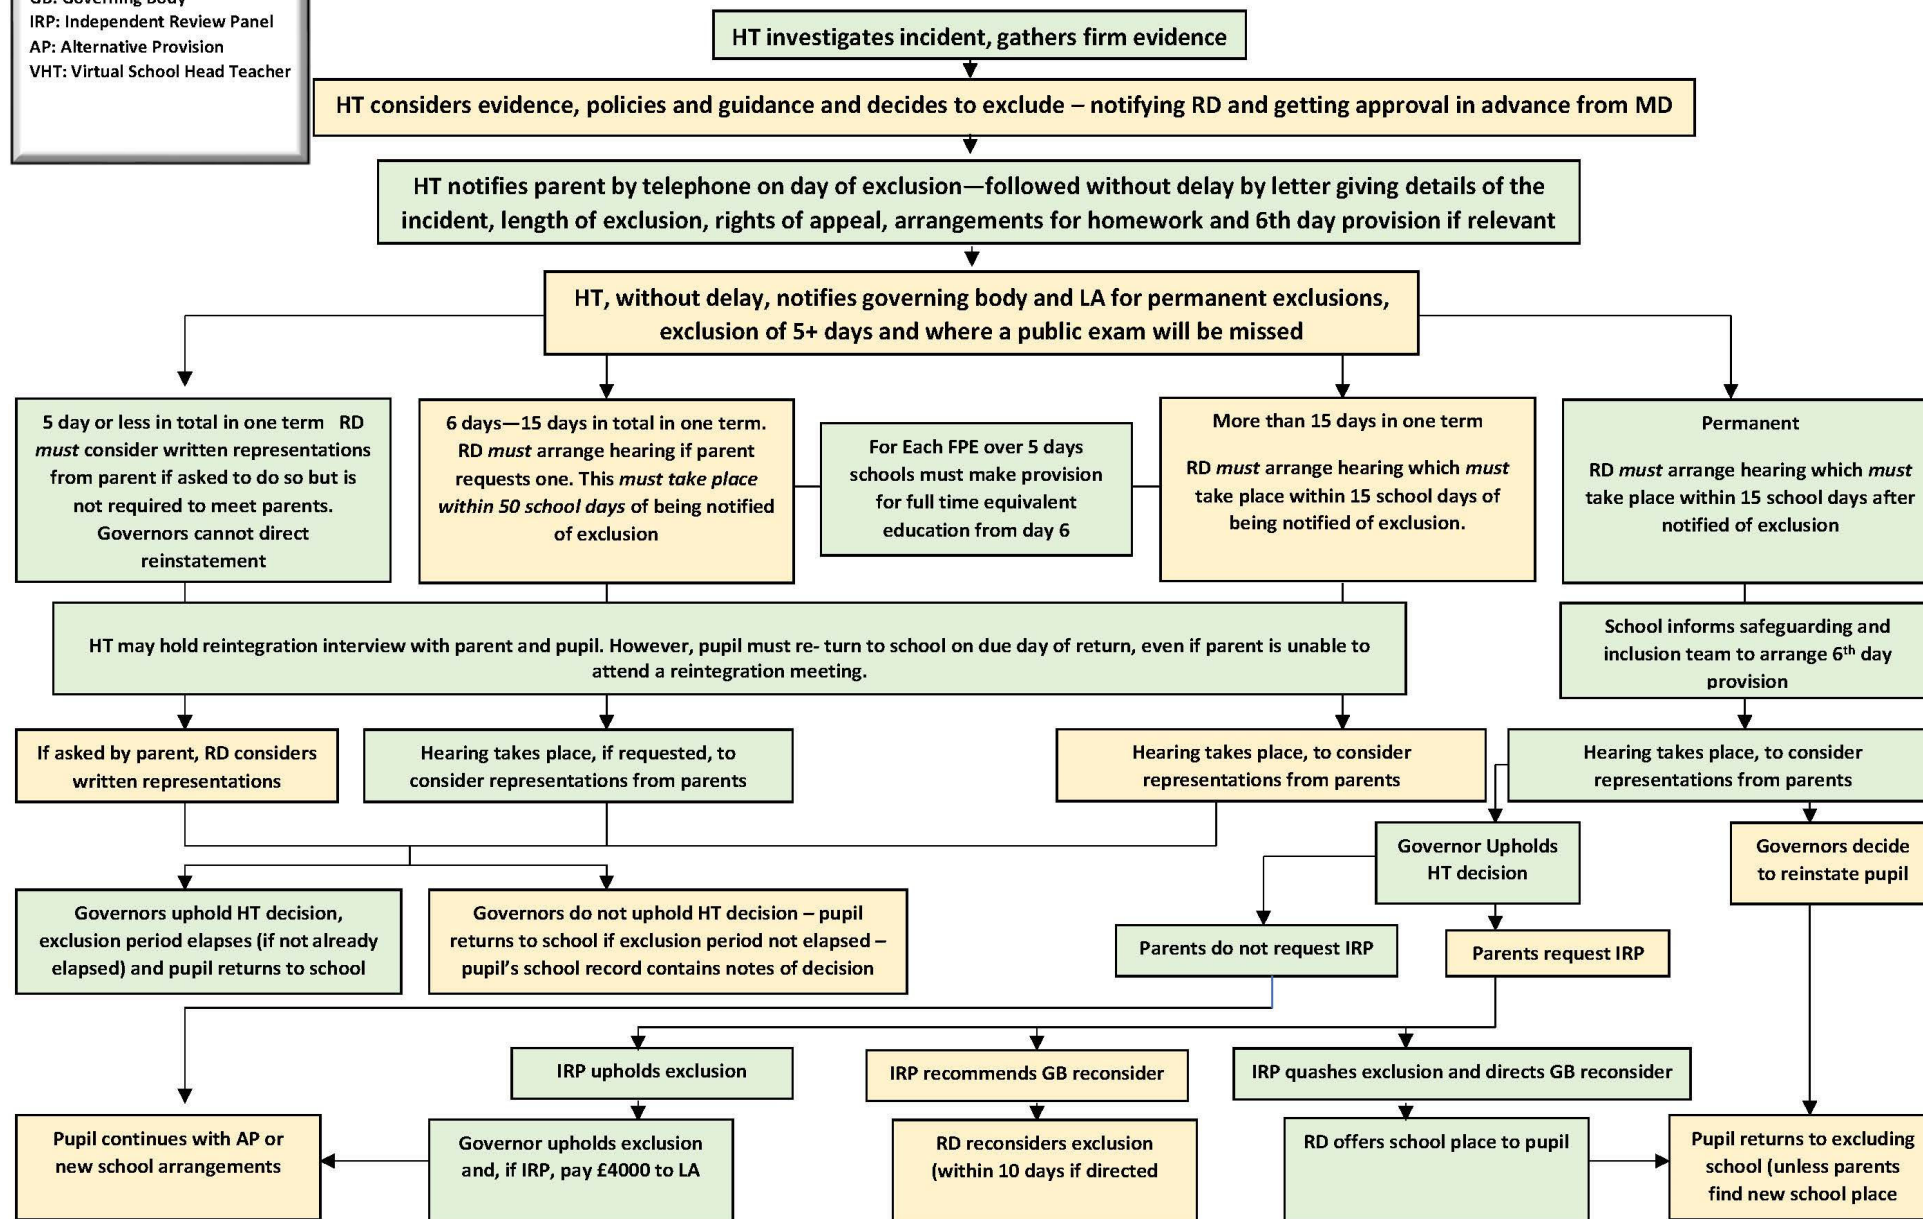 GB: Governing Body
IRP: Independent Review Panel
AP: Alternative Provision
VHT: Virtual School Head Teacher
HT investigates incident, gathers firm evidence
HT considers evidence, policies and guidance and decides to exclude – notifying RD and getting approval in advance from MD
HT notifies parent by telephone on day of exclusion—followed without delay by letter giving details of the
incident, length of exclusion, rights of appeal, arrangements for homework and 6th day provision if relevant
HT, without delay, notifies governing body and LA for permanent exclusions,
exclusion of 5+ days and where a public exam will be missed
5 day or less in total in one term RD
must consider written representations
from parent if asked to do so but is
not required to meet parents.
Governors cannot direct
reinstatement
6 days—15 days in total in one term.
RD must arrange hearing if parent
requests one. This must take place
within 50 school days of being notified
of exclusion
For Each FPE over 5 days
schools must make provision
for full time equivalent
education from day 6
More than 15 days in one term
RD must arrange hearing which must
take place within 15 school days of
being notified of exclusion.
Permanent
RD must arrange hearing which must
take place within 15 school days after
notified of exclusion
HT may hold reintegration interview with parent and pupil. However, pupil must re- turn to school on due day of return, even if parent is unable to
attend a reintegration meeting.
School informs safeguarding and
inclusion team to arrange 6th day
provision
If asked by parent, RD considers
written representations
Hearing takes place, if requested, to
consider representations from parents
Hearing takes place, to consider
representations from parents
Hearing takes place, to consider
representations from parents
Governor Upholds
HT decision
Governors decide
to reinstate pupil
Governors uphold HT decision,
exclusion period elapses (if not already
elapsed) and pupil returns to school
Governors do not uphold HT decision – pupil
returns to school if exclusion period not elapsed –
pupil's school record contains notes of decision
Parents do not request IRP
Parents request IRP
IRP upholds exclusion
IRP recommends GB reconsider
IRP quashes exclusion and directs GB reconsider
Pupil continues with AP or
new school arrangements
Governor upholds exclusion
and, if IRP, pay £4000 to LA
RD reconsiders exclusion
(within 10 days if directed
RD offers school place to pupil
Pupil returns to excluding
school (unless parents
find new school place